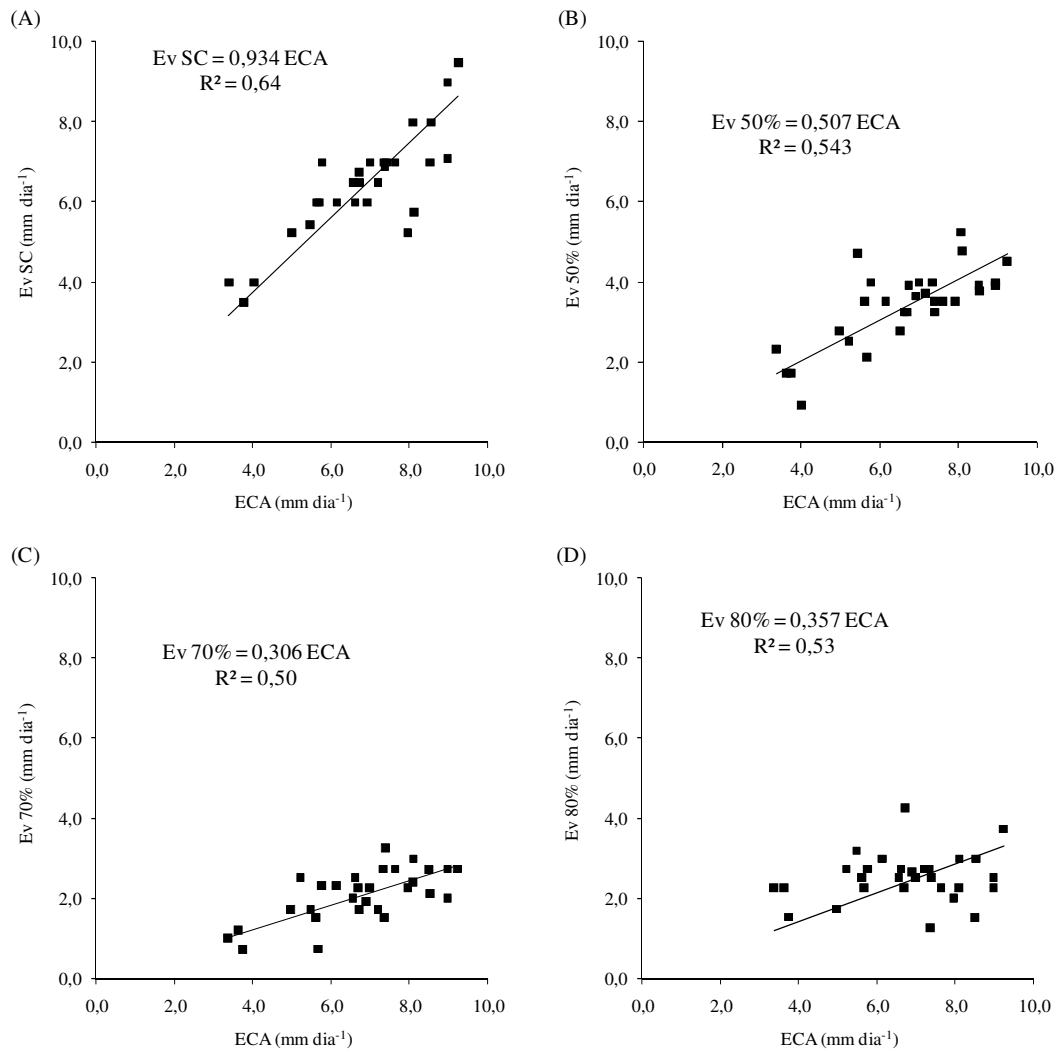 (A)
Ev SC = 0,934 ECA
R² = 0,64
10,0
8,0
6,0
4,0
2,0
0,0
Ev SC (mm dia⁻¹)
0,0 2,0 4,0 6,0 8,0 10,0
ECA (mm dia⁻¹)
(B)
Ev 50% = 0,507 ECA
R² = 0,543
10,0
8,0
6,0
4,0
2,0
0,0
Ev 50% (mm dia⁻¹)
0,0 2,0 4,0 6,0 8,0 10,0
ECA (mm dia⁻¹)
(C)
Ev 70% = 0,306 ECA
R² = 0,50
10,0
8,0
6,0
4,0
2,0
0,0
Ev 70% (mm dia⁻¹)
0,0 2,0 4,0 6,0 8,0 10,0
ECA (mm dia⁻¹)
(D)
Ev 80% = 0,357 ECA
R² = 0,53
10,0
8,0
6,0
4,0
2,0
0,0
Ev 80% (mm dia⁻¹)
0,0 2,0 4,0 6,0 8,0 10,0
ECA (mm dia⁻¹)